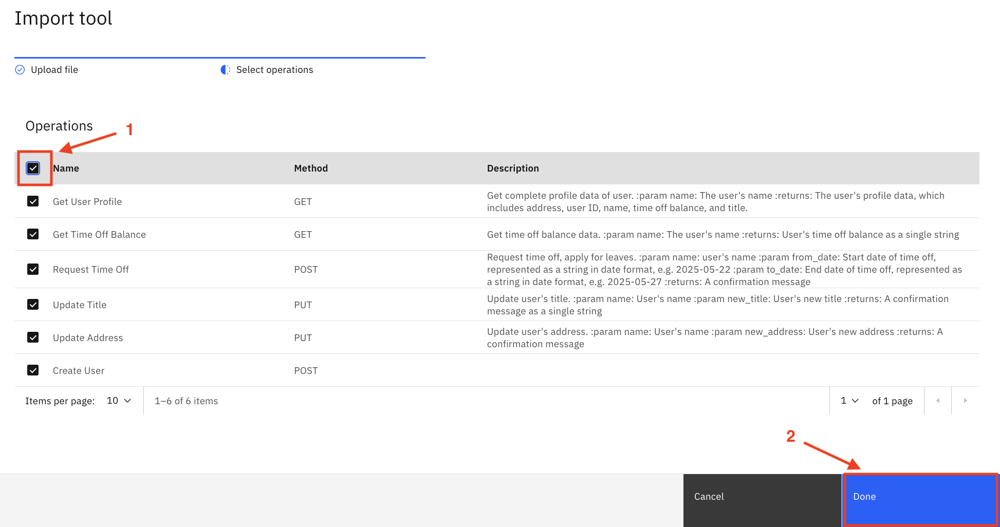 Import tool
Upload file
Select operations
Operations
1
Name Method Description
Get User Profile GET Get complete profile data of user. :param name: The user's name :returns: The user's profile data, which
includes address, user ID, name, time off balance, and title.
Get Time Off Balance GET Get time off balance data. :param name: The user's name :returns: User's time off balance as a single string
Request time off, apply for leaves. :param name: user's name :param from_date: Start date of time off,
Request Time Off POST represented as a string in date format, e.g. 2025-05-22 :param to_date: End date of time off, represented as
a string in date format, e.g. 2025-05-27 :returns: A confirmation message
Update Title PUT Update user's title. :param name: User's name :param new_title: User's new title :returns: A confirmation
message as a single string
Update Address PUT Update user's address. :param name: User's name :param new_address: User's new address :returns: A
confirmation message
Create User POST
Items per page: 10 1–6 of 6 items 1 of 1 page
2
Cancel Done